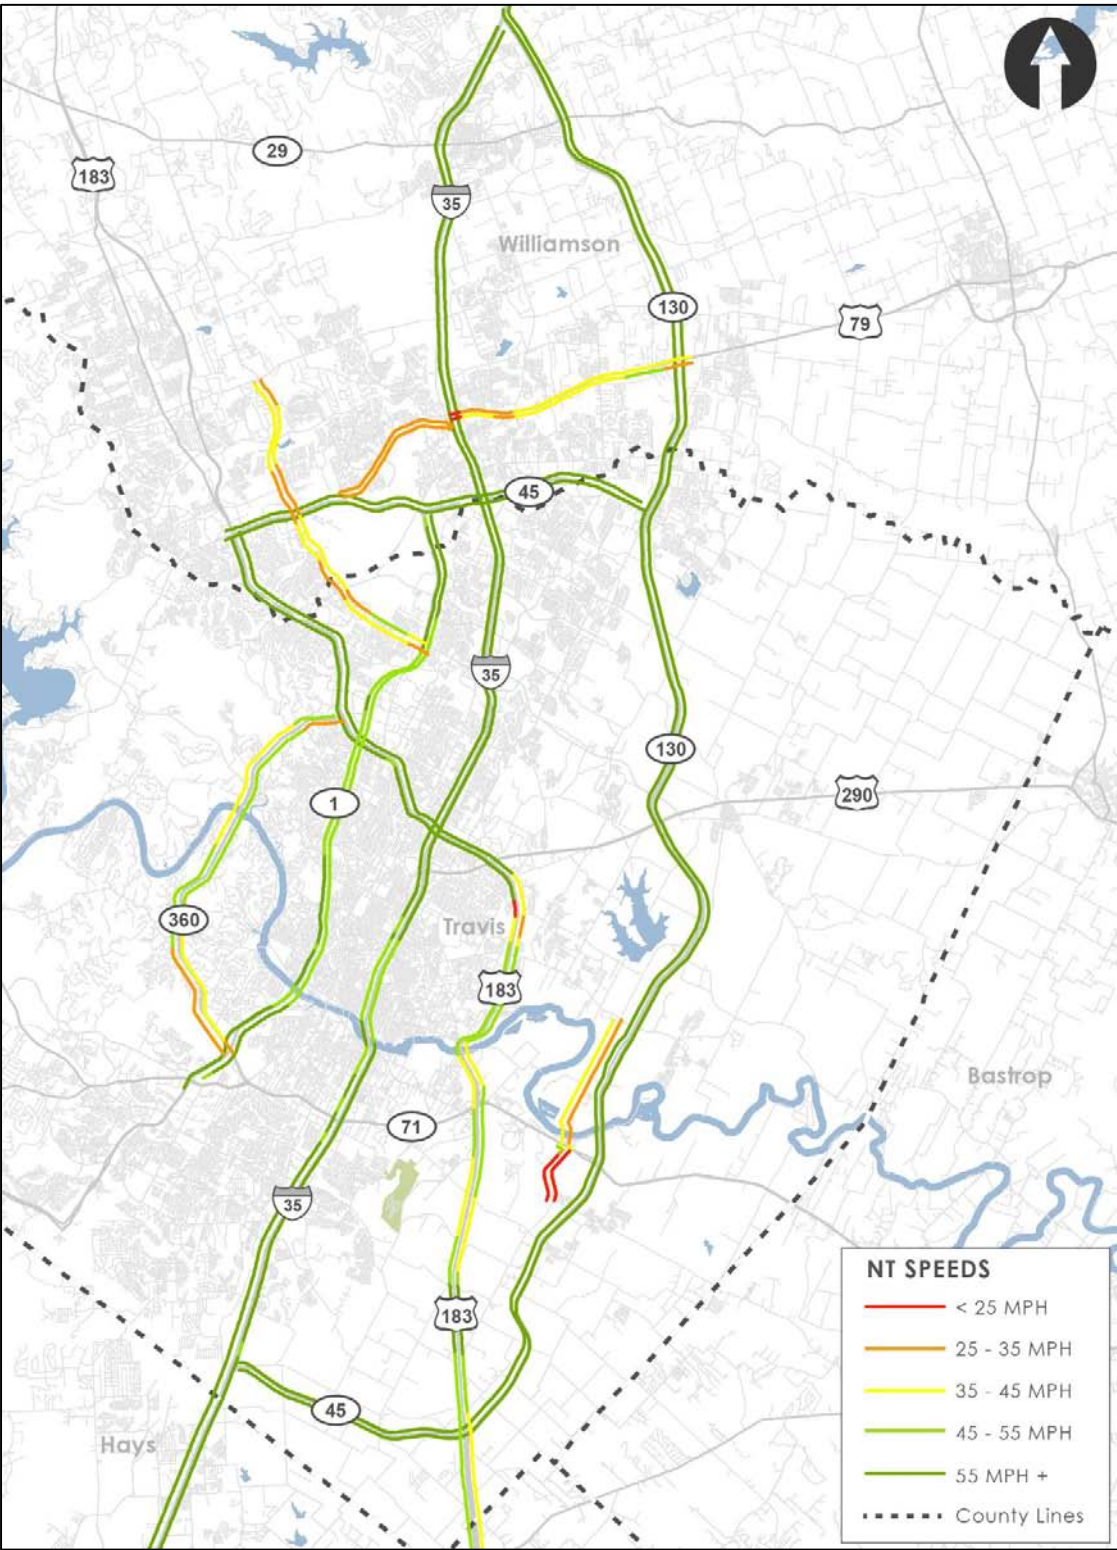 29
183
35
Williamson
130
79
45
35
130
290
1
360
Travis
183
Bastrop
71
35
183
45
Hays
NT SPEEDS
< 25 MPH
25 - 35 MPH
35 - 45 MPH
45 - 55 MPH
55 MPH +
County Lines